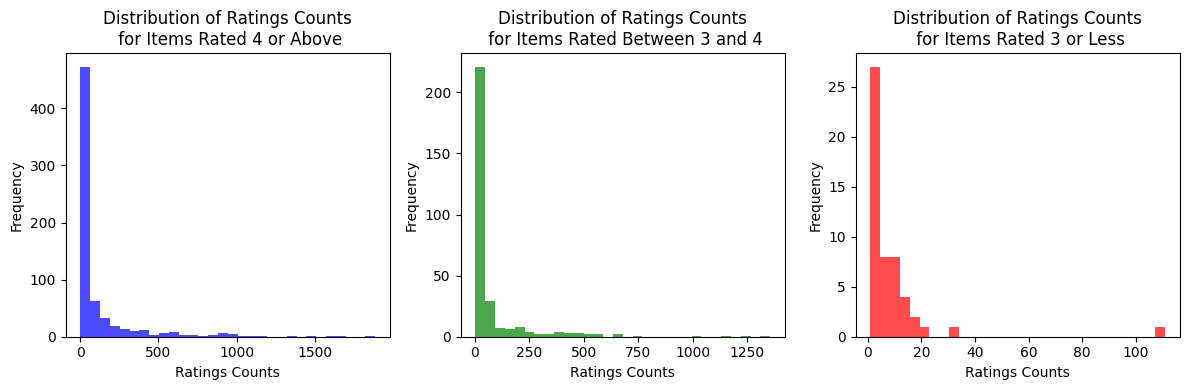 Distribution of Ratings Counts
for Items Rated 4 or Above
Frequency
400
300
200
100
0
0
500
1000
1500
Ratings Counts
Distribution of Ratings Counts
for Items Rated Between 3 and 4
Frequency
200
150
100
50
0
0
250
500
750
1000
1250
Ratings Counts
Distribution of Ratings Counts
for Items Rated 3 or Less
Frequency
25
20
15
10
5
0
0
20
40
60
80
100
Ratings Counts